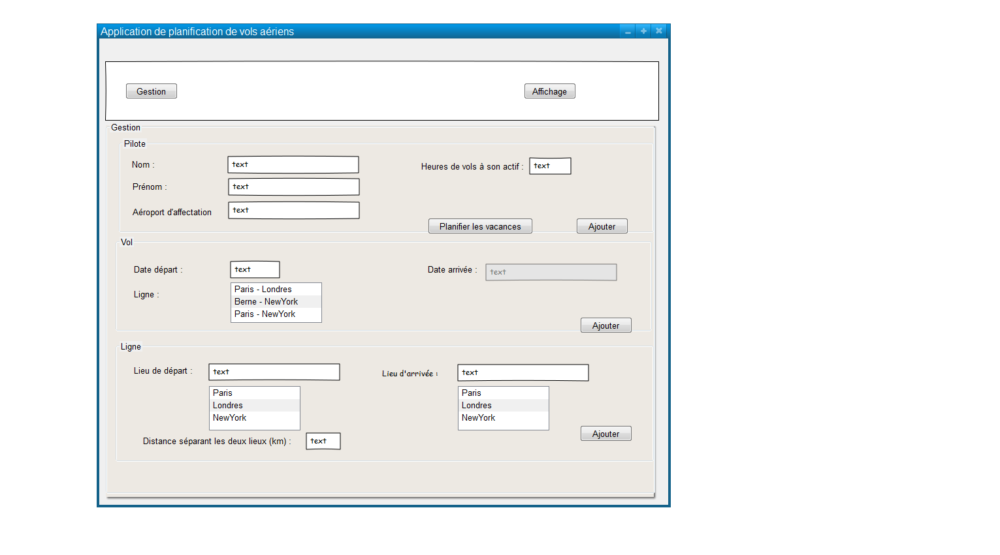 Application de planification de vols aériens
Gestion Affichage
Gestion
Pilote
Nom : text Heures de vols à son actif : text
Prénom : text
Aéroport d'affectation text
Planifier les vacances Ajouter
Vol
Date départ : text Date arrivée : text
Ligne : Paris - Londres
Berne - NewYork
Paris - NewYork
Ajouter
Ligne
Lieu de départ : text Lieu d'arrivée : text
Paris Paris
Londres Londres
NewYork NewYork
Ajouter
Distance séparant les deux lieux (km) : text